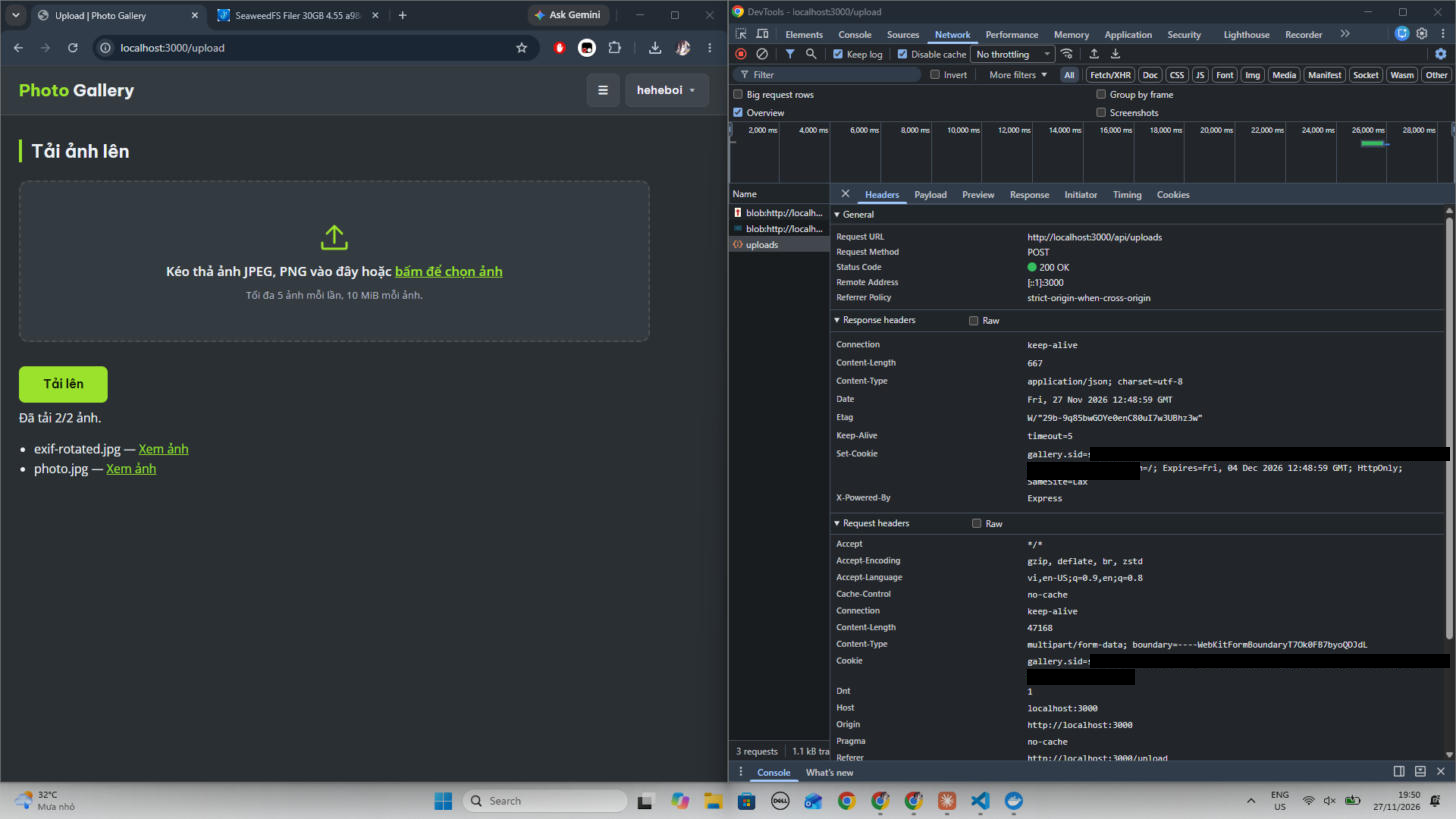 Upload | Photo Gallery
SeaweedFS Filer 30GB 4.55 a98
Ask Gemini
localhost:3000/upload
Photo Gallery
heheboi
Tải ảnh lên
Kéo thả ảnh JPEG, PNG vào đây hoặc bấm để chọn ảnh
Tối đa 5 ảnh mỗi lần, 10 MiB mỗi ảnh.
Tải lên
Đã tải 2/2 ảnh.
exif-rotated.jpg — Xem ảnh
photo.jpg — Xem ảnh
DevTools - localhost:3000/upload
Elements Console Sources Network Performance Memory Application Security Lighthouse Recorder
Keep log Disable cache No throttling
Filter Invert More filters All Fetch/XHR Doc CSS JS Font Img Media Manifest Socket Wasm Other
Big request rows Group by frame
Overview Screenshots
2,000 ms 4,000 ms 6,000 ms 8,000 ms 10,000 ms 12,000 ms 14,000 ms 16,000 ms 18,000 ms 20,000 ms 22,000 ms 24,000 ms 26,000 ms 28,000 ms
Name
blob:http://localh...
blob:http://localh...
uploads
Headers Payload Preview Response Initiator Timing Cookies
General
Request URL http://localhost:3000/api/uploads
Request Method POST
Status Code 200 OK
Remote Address [::1]:3000
Referrer Policy strict-origin-when-cross-origin
Response headers Raw
Connection keep-alive
Content-Length 667
Content-Type application/json; charset=utf-8
Date Fri, 27 Nov 2026 12:48:59 GMT
Etag W/"29b-9q85bwGOYe0enC80uI7w3UBhz3w"
Keep-Alive timeout=5
Set-Cookie gallery.sid=
=/; Expires=Fri, 04 Dec 2026 12:48:59 GMT; HttpOnly;
SameSite=Lax
X-Powered-By Express
Request headers Raw
Accept */*
Accept-Encoding gzip, deflate, br, zstd
Accept-Language vi,en-US;q=0.9,en;q=0.8
Cache-Control no-cache
Connection keep-alive
Content-Length 47168
Content-Type multipart/form-data; boundary=----WebKitFormBoundaryT7Ok0FB7byoQDJdL
Cookie gallery.sid=
Dnt 1
Host localhost:3000
Origin http://localhost:3000
Pragma no-cache
Referer http://localhost:3000/upload
3 requests 1.1 kB tra
Console What's new
32°C
Mưa nhỏ
Search
DELL
ENG
US
19:50
27/11/2026